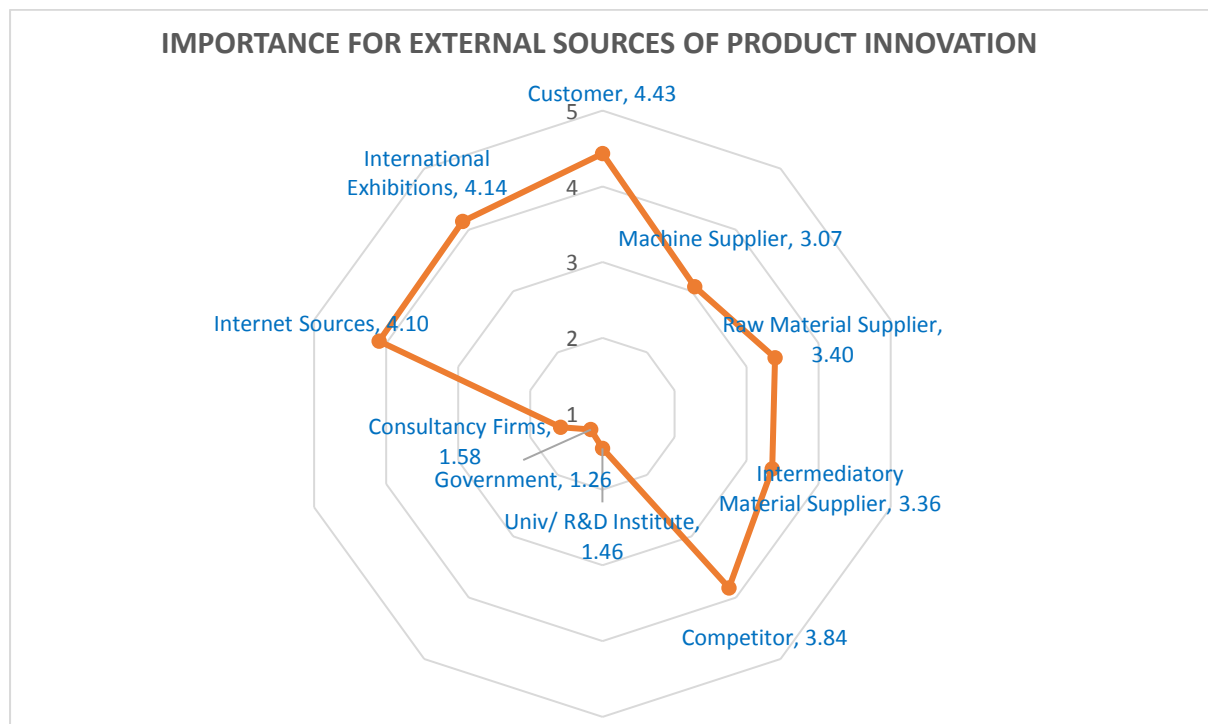 IMPORTANCE FOR EXTERNAL SOURCES OF PRODUCT INNOVATION
Customer, 4.43
5
International
Exhibitions, 4.14
4
Machine Supplier, 3.07
3
Internet Sources, 4.10
Raw Material Supplier,
3.40
2
1
Consultancy Firms,
1.58
Government, 1.26
Intermediatory
Material Supplier, 3.36
Univ/ R&D Institute,
1.46
Competitor, 3.84